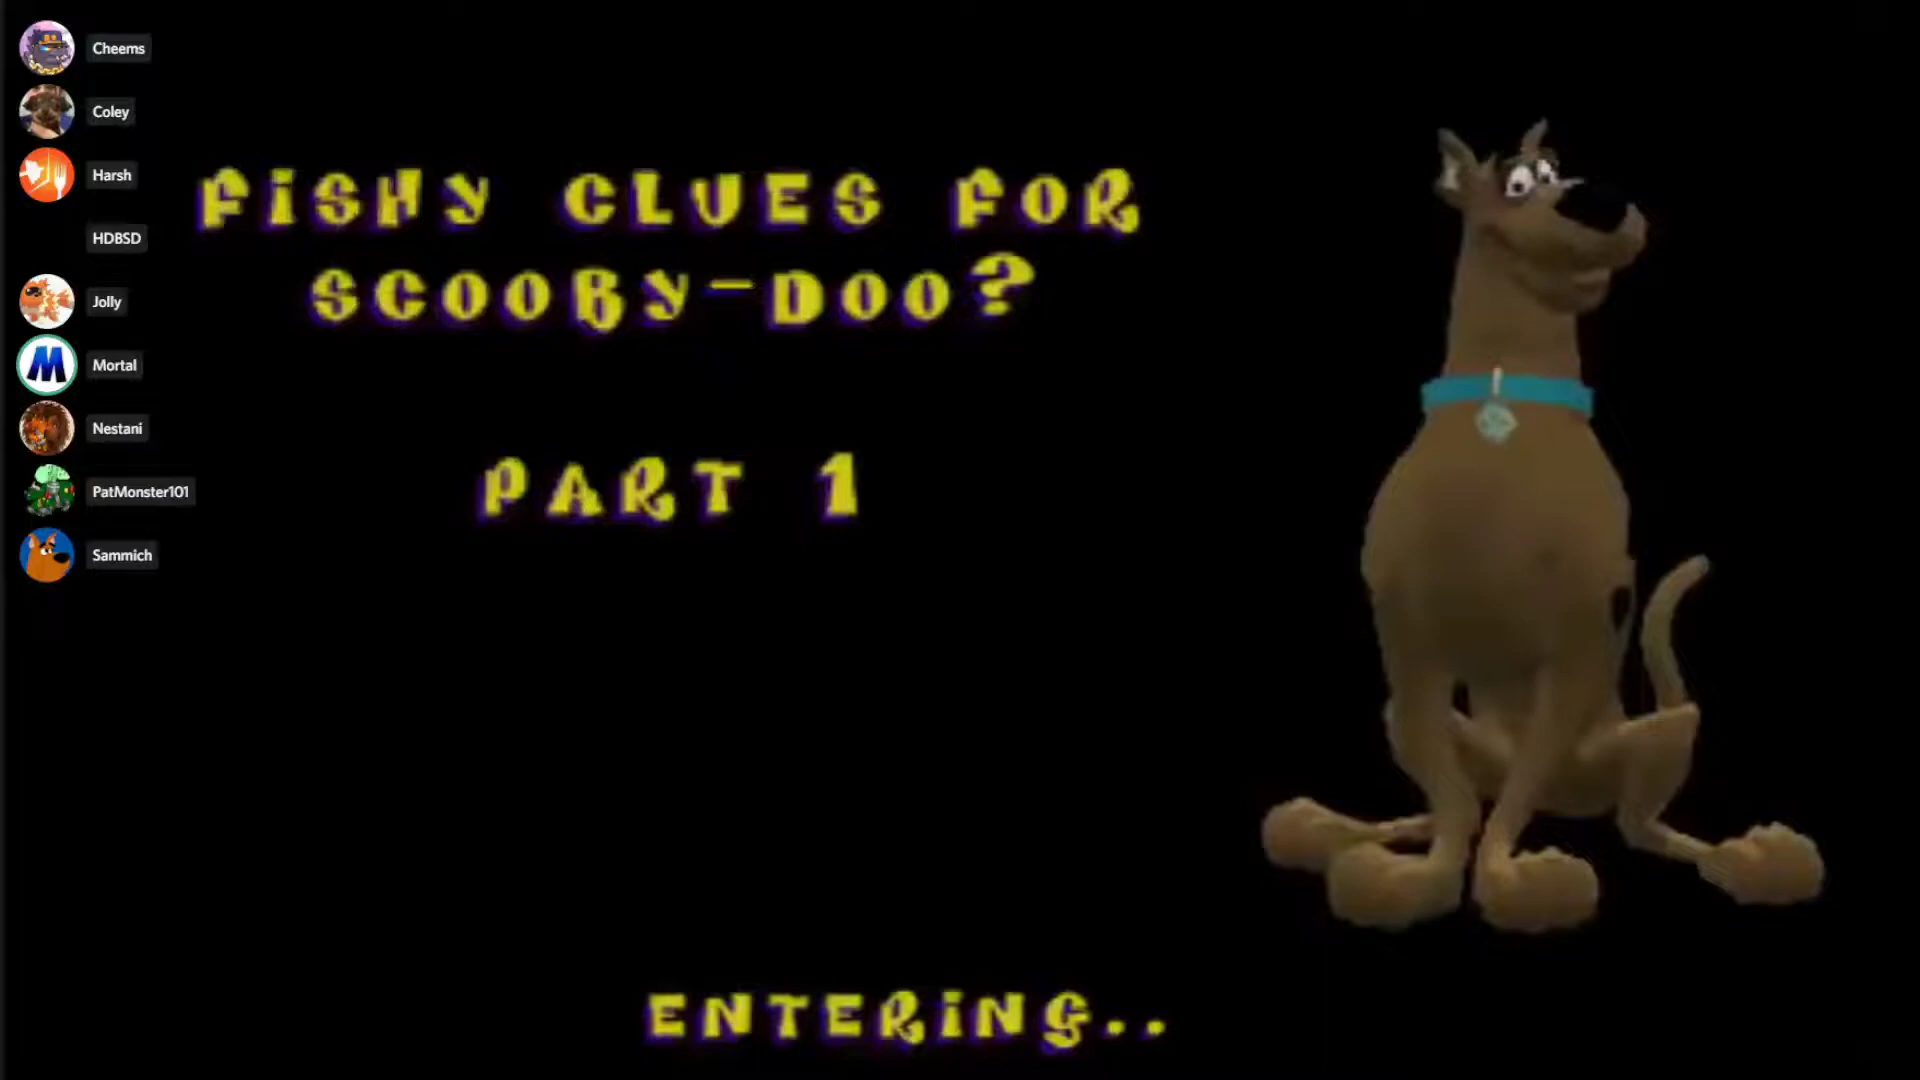 Cheems
Coley
Harsh
HDBSD
Jolly
M
Mortal
Nestani
PatMonster101
Sammich
FiSHY CLUES FOR
SCOOBY-DOO?
PART 1
ENTERiNG..